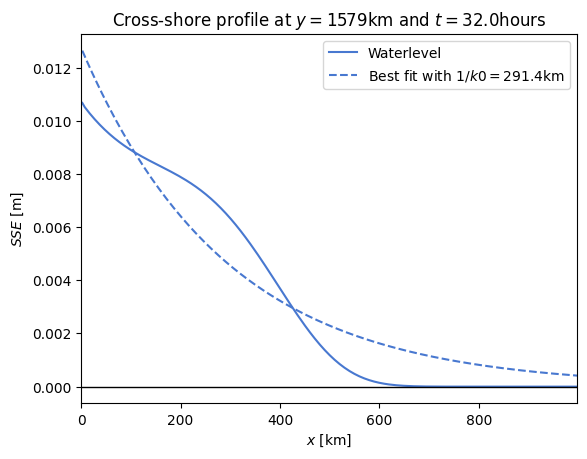 Cross-shore profile at y = 1579km and t = 32.0hours
Waterlevel
Best fit with 1/k0 = 291.4km
0.012
0.010
0.008
0.006
0.004
0.002
0.000
SSE [m]
0 200 400 600 800
x [km]